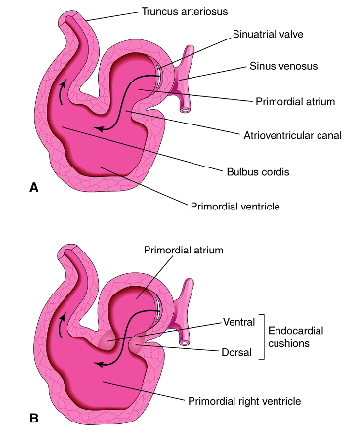 Truncus arteriosus
Sinuatrial valve
Sinus venosus
Primordial atrium
Atrioventricular canal
Bulbus cordis
A
Primordial ventricle
Primordial atrium
Ventral
Endocardial
cushions
Dorsal
Primordial right ventricle
B